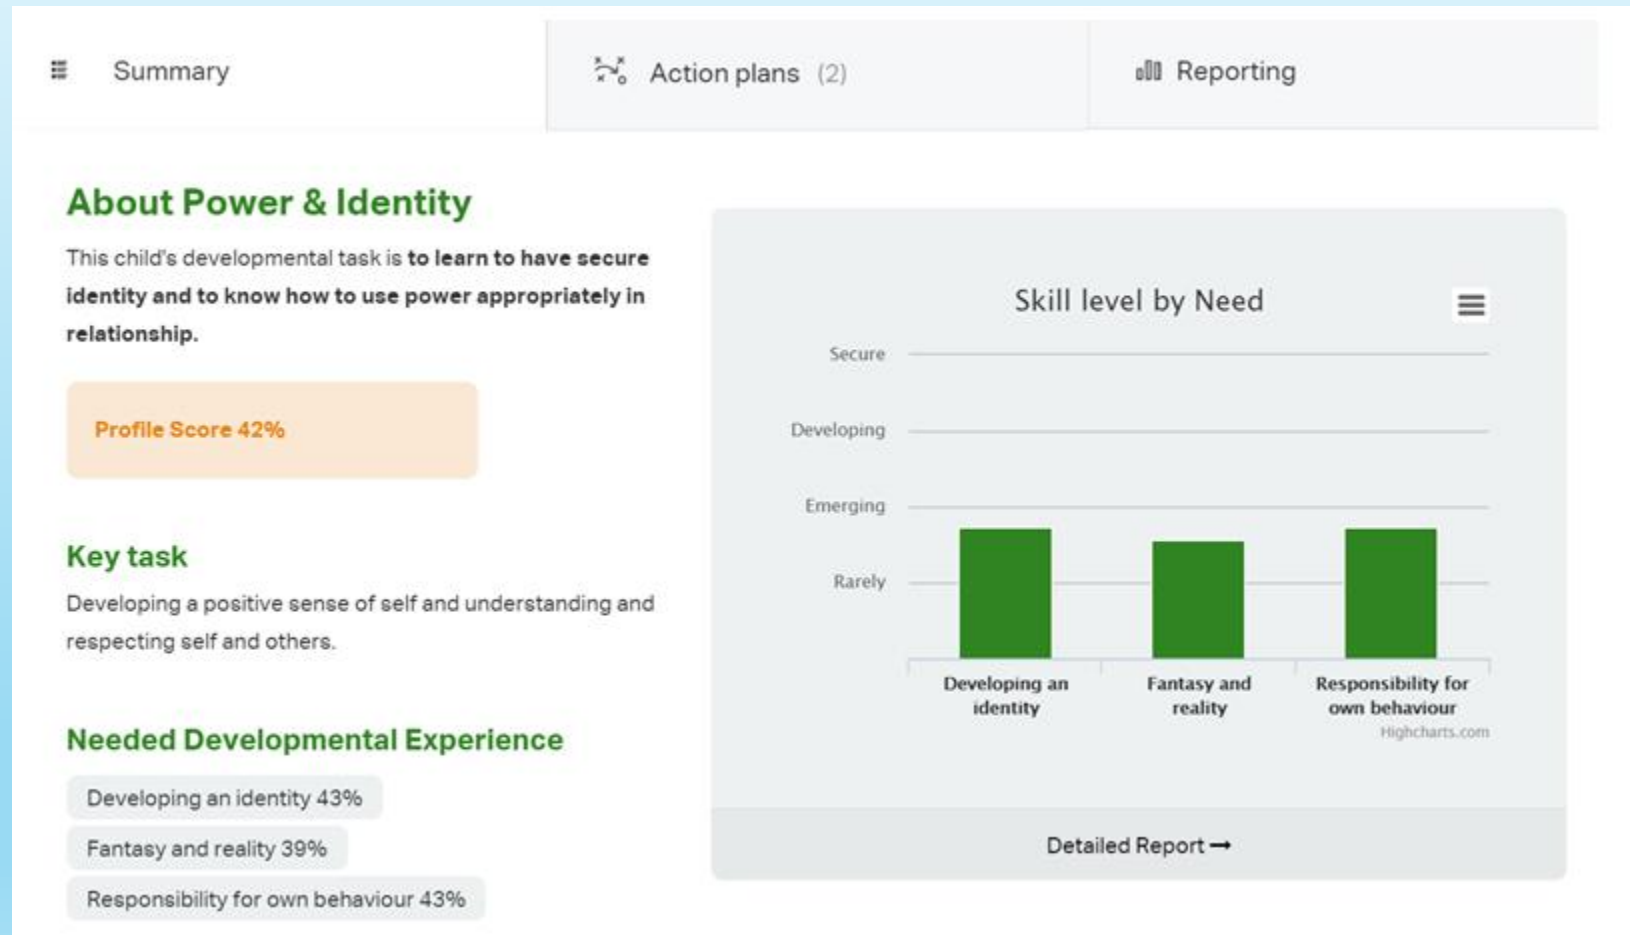 Summary
Action plans (2)
Reporting
About Power & Identity
This child's developmental task is to learn to have secure
identity and to know how to use power appropriately in
relationship.
Profile Score 42%
Key task
Developing a positive sense of self and understanding and
respecting self and others.
Needed Developmental Experience
Developing an identity 43%
Fantasy and reality 39%
Responsibility for own behaviour 43%
Skill level by Need
Secure
Developing
Emerging
Rarely
Developing an
identity
Fantasy and
reality
Responsibility for
own behaviour
Highcharts.com
Detailed Report →